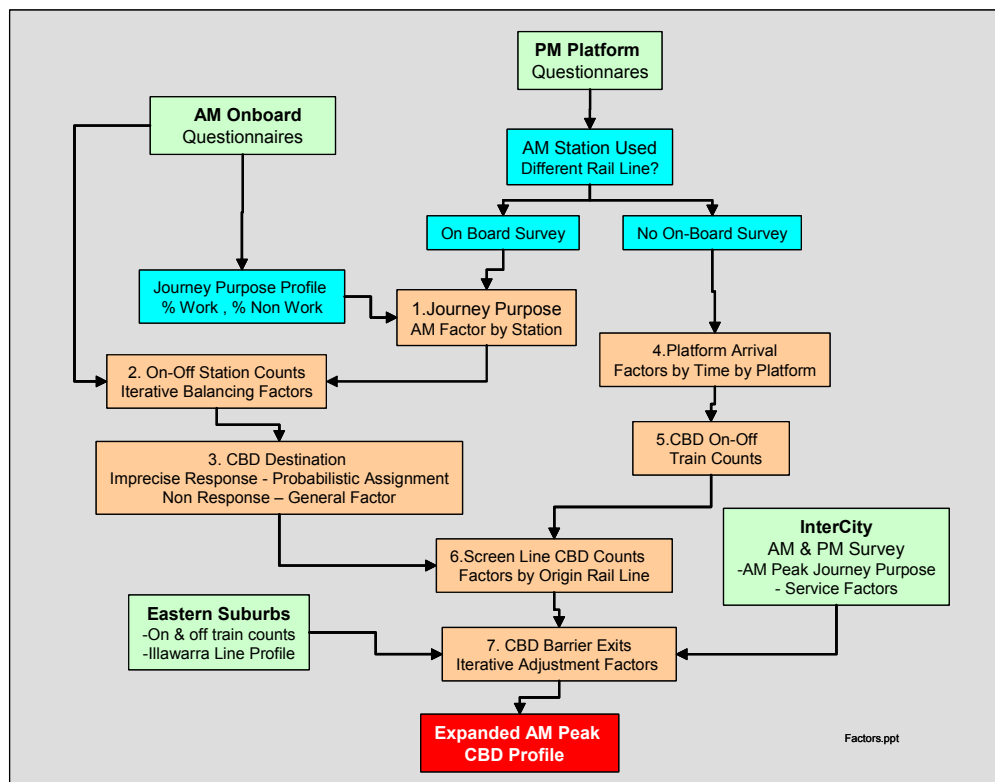 PM Platform
Questionnares
AM Onboard
Questionnaires
AM Station Used
Different Rail Line?
On Board Survey
No On-Board Survey
Journey Purpose Profile
% Work , % Non Work
1.Journey Purpose
AM Factor by Station
4.Platform Arrival
Factors by Time by Platform
2. On-Off Station Counts
Iterative Balancing Factors
5.CBD On-Off
Train Counts
3. CBD Destination
Imprecise Response - Probabilistic Assignment
Non Response – General Factor
InterCity
AM & PM Survey
-AM Peak Journey Purpose
- Service Factors
6.Screen Line CBD Counts
Factors by Origin Rail Line
Eastern Suburbs
-On & off train counts
-Illawarra Line Profile
7. CBD Barrier Exits
Iterative Adjustment Factors
Expanded AM Peak
CBD Profile
Factors.ppt